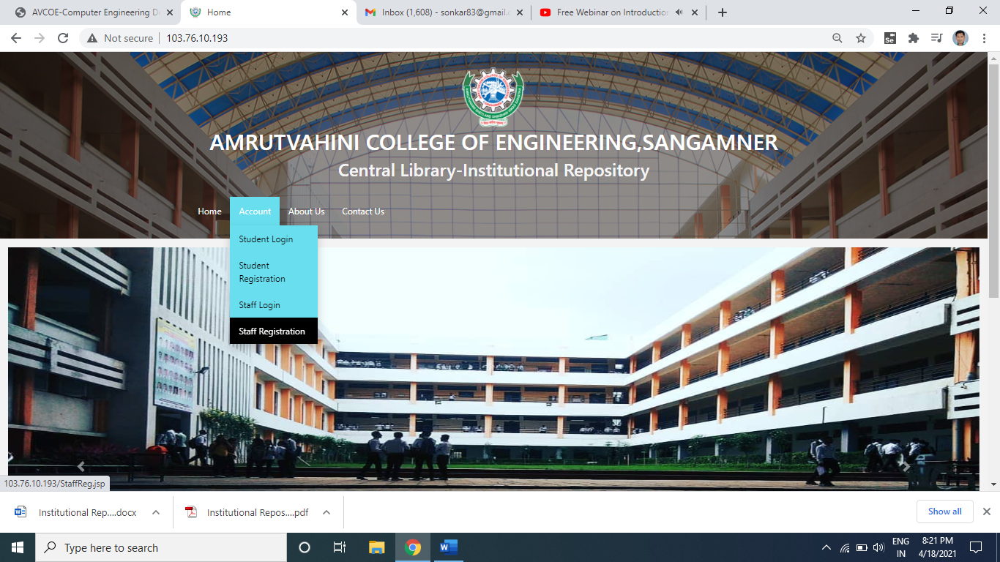 AVCOE-Computer Engineering D
Home
Inbox (1,608) - sonkar83@gmail.
Free Webinar on Introduction
Not secure
103.76.10.193
AMRUTVAHINI COLLEGE OF ENGINEERING,SANGAMNER
Central Library-Institutional Repository
Home
Account
About Us
Contact Us
Student Login
Student
Registration
Staff Login
Staff Registration
103.76.10.193/StaffReg.jsp
Institutional Rep....docx
Institutional Repos....pdf
Show all
Type here to search
ENG
IN
8:21 PM
4/18/2021